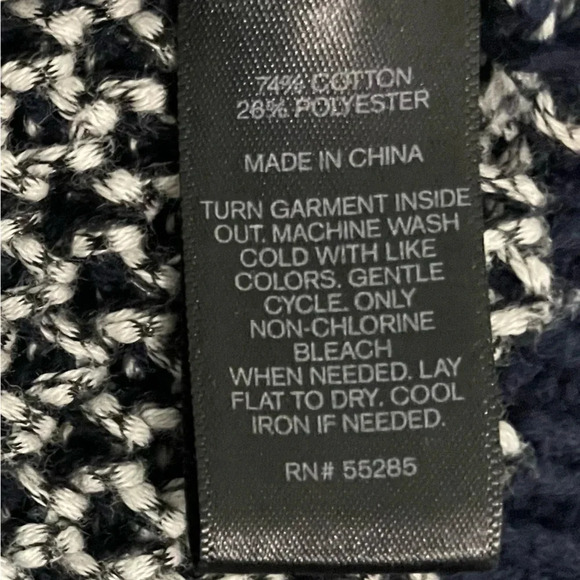 74% COTTON
26% POLYESTER
MADE IN CHINA
TURN GARMENT INSIDE
OUT. MACHINE WASH
COLD WITH LIKE
COLORS. GENTLE
CYCLE. ONLY
NON-CHLORINE
BLEACH
WHEN NEEDED. LAY
FLAT TO DRY. COOL
IRON IF NEEDED.
RN# 55285